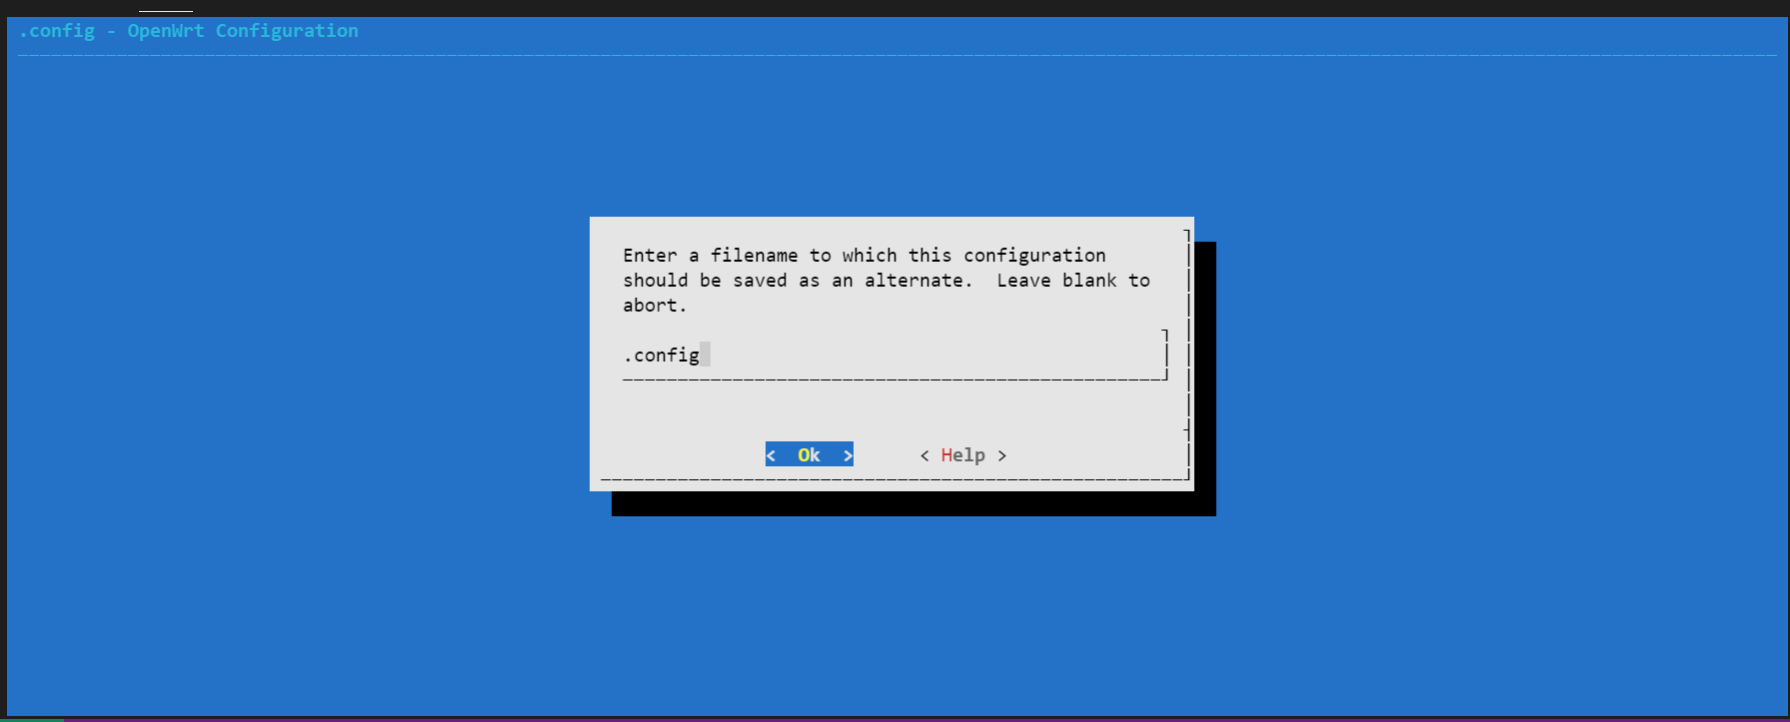 .config - OpenWrt Configuration
Enter a filename to which this configuration
should be saved as an alternate.  Leave blank to
abort.
.config
<  Ok  >      < Help >